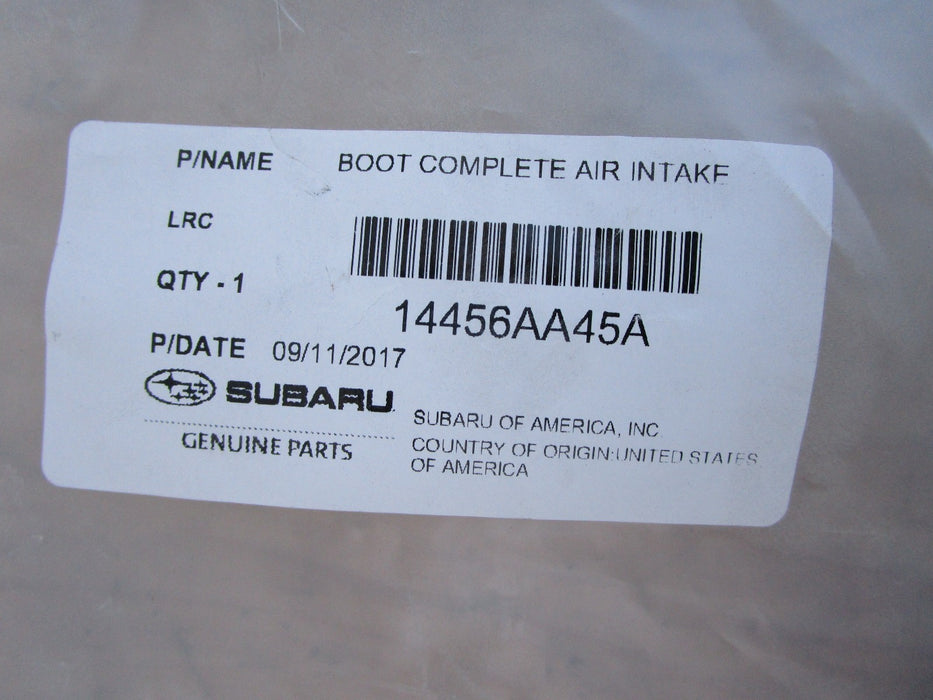 P/NAME BOOT COMPLETE AIR INTAKE
LRC
QTY - 1
14456AA45A
P/DATE 09/11/2017
SUBARU
GENUINE PARTS
SUBARU OF AMERICA, INC
COUNTRY OF ORIGIN:UNITED STATES
OF AMERICA